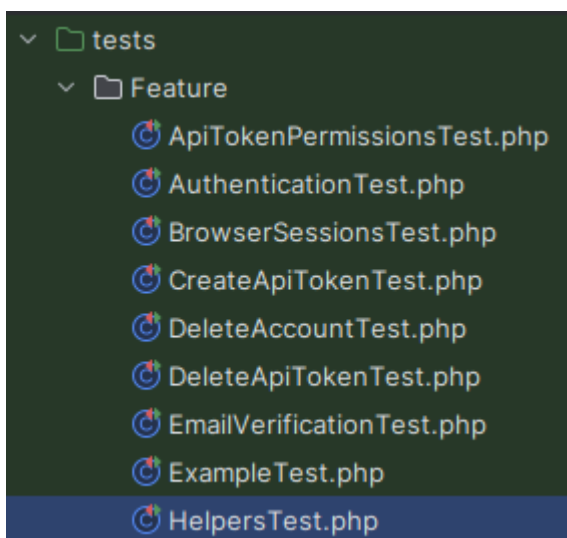 tests
Feature
ApiTokenPermissionsTest.php
AuthenticationTest.php
BrowserSessionsTest.php
CreateApiTokenTest.php
DeleteAccountTest.php
DeleteApiTokenTest.php
EmailVerificationTest.php
ExampleTest.php
HelpersTest.php